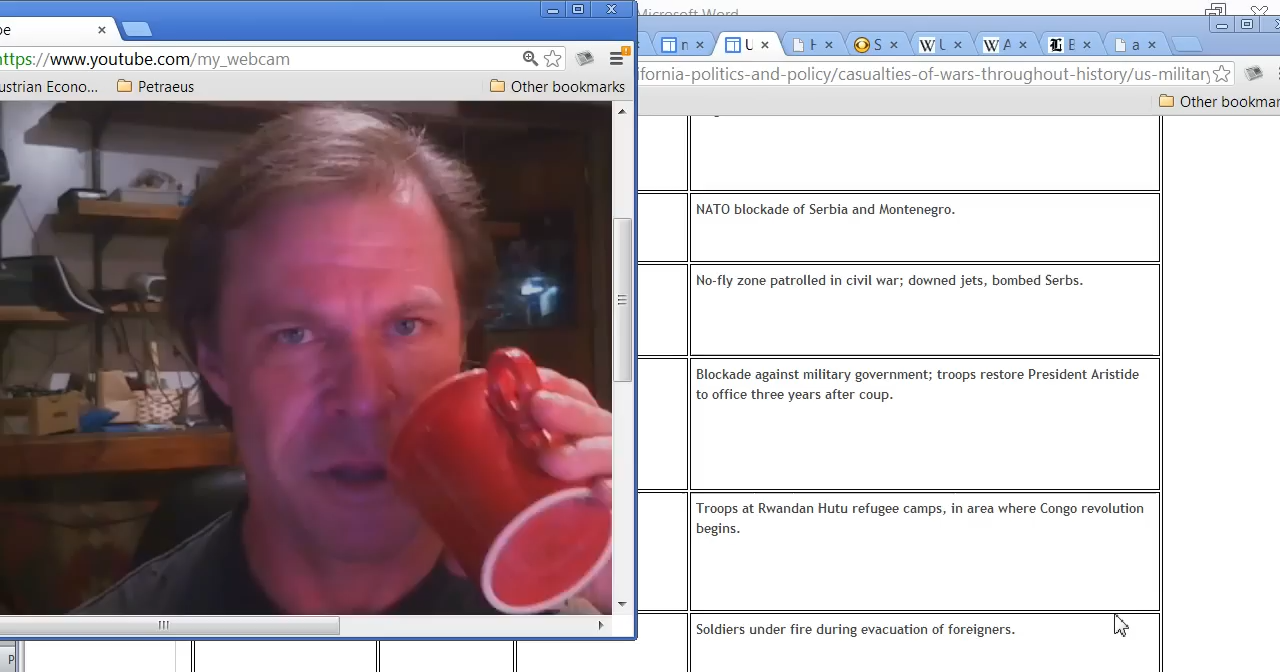 Microsoft Word
be
n
U
H
S
U
A
B
a
https://www.youtube.com/my_webcam
fornia-politics-and-policy/casualties-of-wars-throughout-history/us-military
ustrian Econo...
Petraeus
Other bookmarks
Other bookmar
NATO blockade of Serbia and Montenegro.
No-fly zone patrolled in civil war; downed jets, bombed Serbs.
Blockade against military government; troops restore President Aristide
to office three years after coup.
Troops at Rwandan Hutu refugee camps, in area where Congo revolution
begins.
Soldiers under fire during evacuation of foreigners.
P